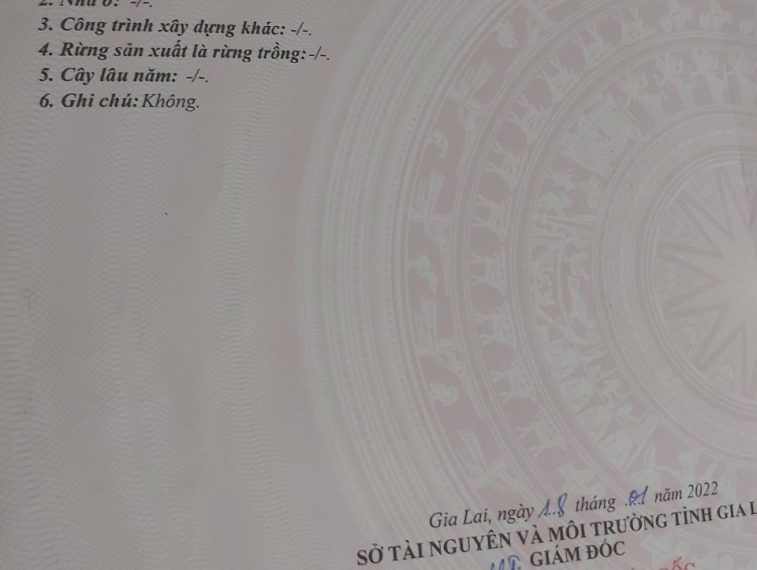 2. Nhà ở: -/-.
3. Công trình xây dựng khác: -/-.
4. Rừng sản xuất là rừng trồng: -/-.
5. Cây lâu năm: -/-.
6. Ghi chú: Không.
Gia Lai, ngày 18 tháng 01 năm 2022
SỞ TÀI NGUYÊN VÀ MÔI TRƯỜNG TỈNH GIA L
GIÁM ĐỐC